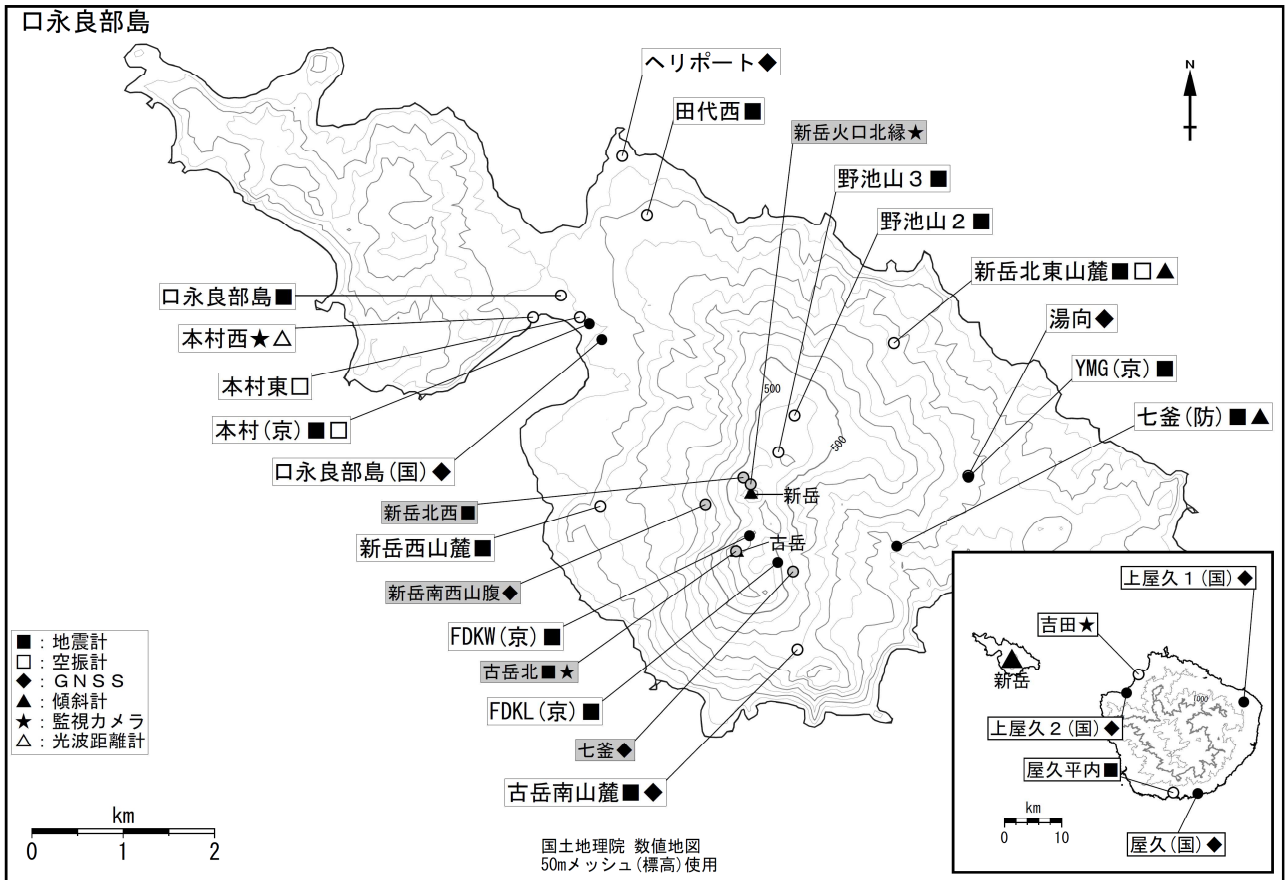 口永良部島
ヘリポート◆
田代西■
新岳火口北縁★
野池山3■
野池山2■
新岳北東山麓■□▲
湯向◆
YMG(京)■
七釜(防)■▲
N
口永良部島■
本村西★△
本村東□
本村(京)■□
口永良部島(国)◆
500
500
新岳北西■
新岳
新岳西山麓■
古岳
新岳南西山腹◆
FDKW(京)■
古岳北■★
FDKL(京)■
七釜◆
古岳南山麓■◆
■:地震計
□:空振計
◆:GNSS
▲:傾斜計
★:監視カメラ
△:光波距離計
km
0 1 2
国土地理院 数値地図
50mメッシュ(標高)使用
上屋久1(国)◆
吉田★
新岳
1000
上屋久2(国)◆
屋久平内■
km
0 10
屋久(国)◆